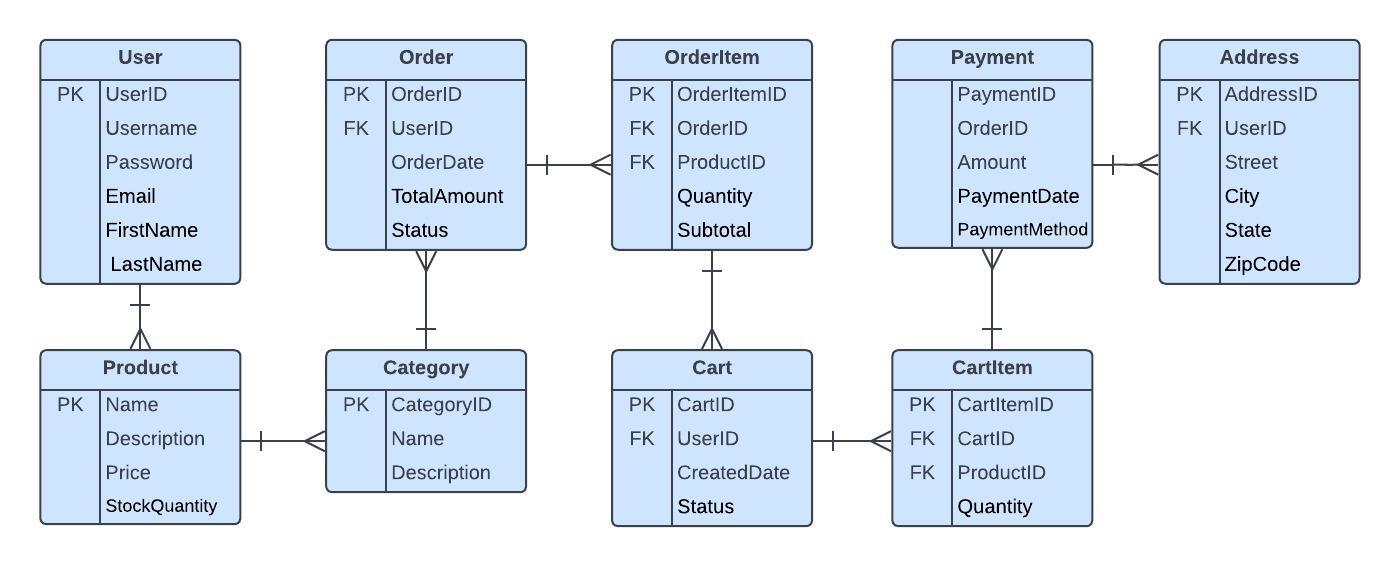 User
PK UserID
Username
Password
Email
FirstName
LastName
Order
PK OrderID
FK UserID
OrderDate
TotalAmount
Status
OrderItem
PK OrderItemID
FK OrderID
FK ProductID
Quantity
Subtotal
Payment
PaymentID
OrderID
Amount
PaymentDate
PaymentMethod
Address
PK AddressID
FK UserID
Street
City
State
ZipCode
Product
PK Name
Description
Price
StockQuantity
Category
PK CategoryID
Name
Description
Cart
PK CartID
FK UserID
CreatedDate
Status
CartItem
PK CartItemID
FK CartID
FK ProductID
Quantity